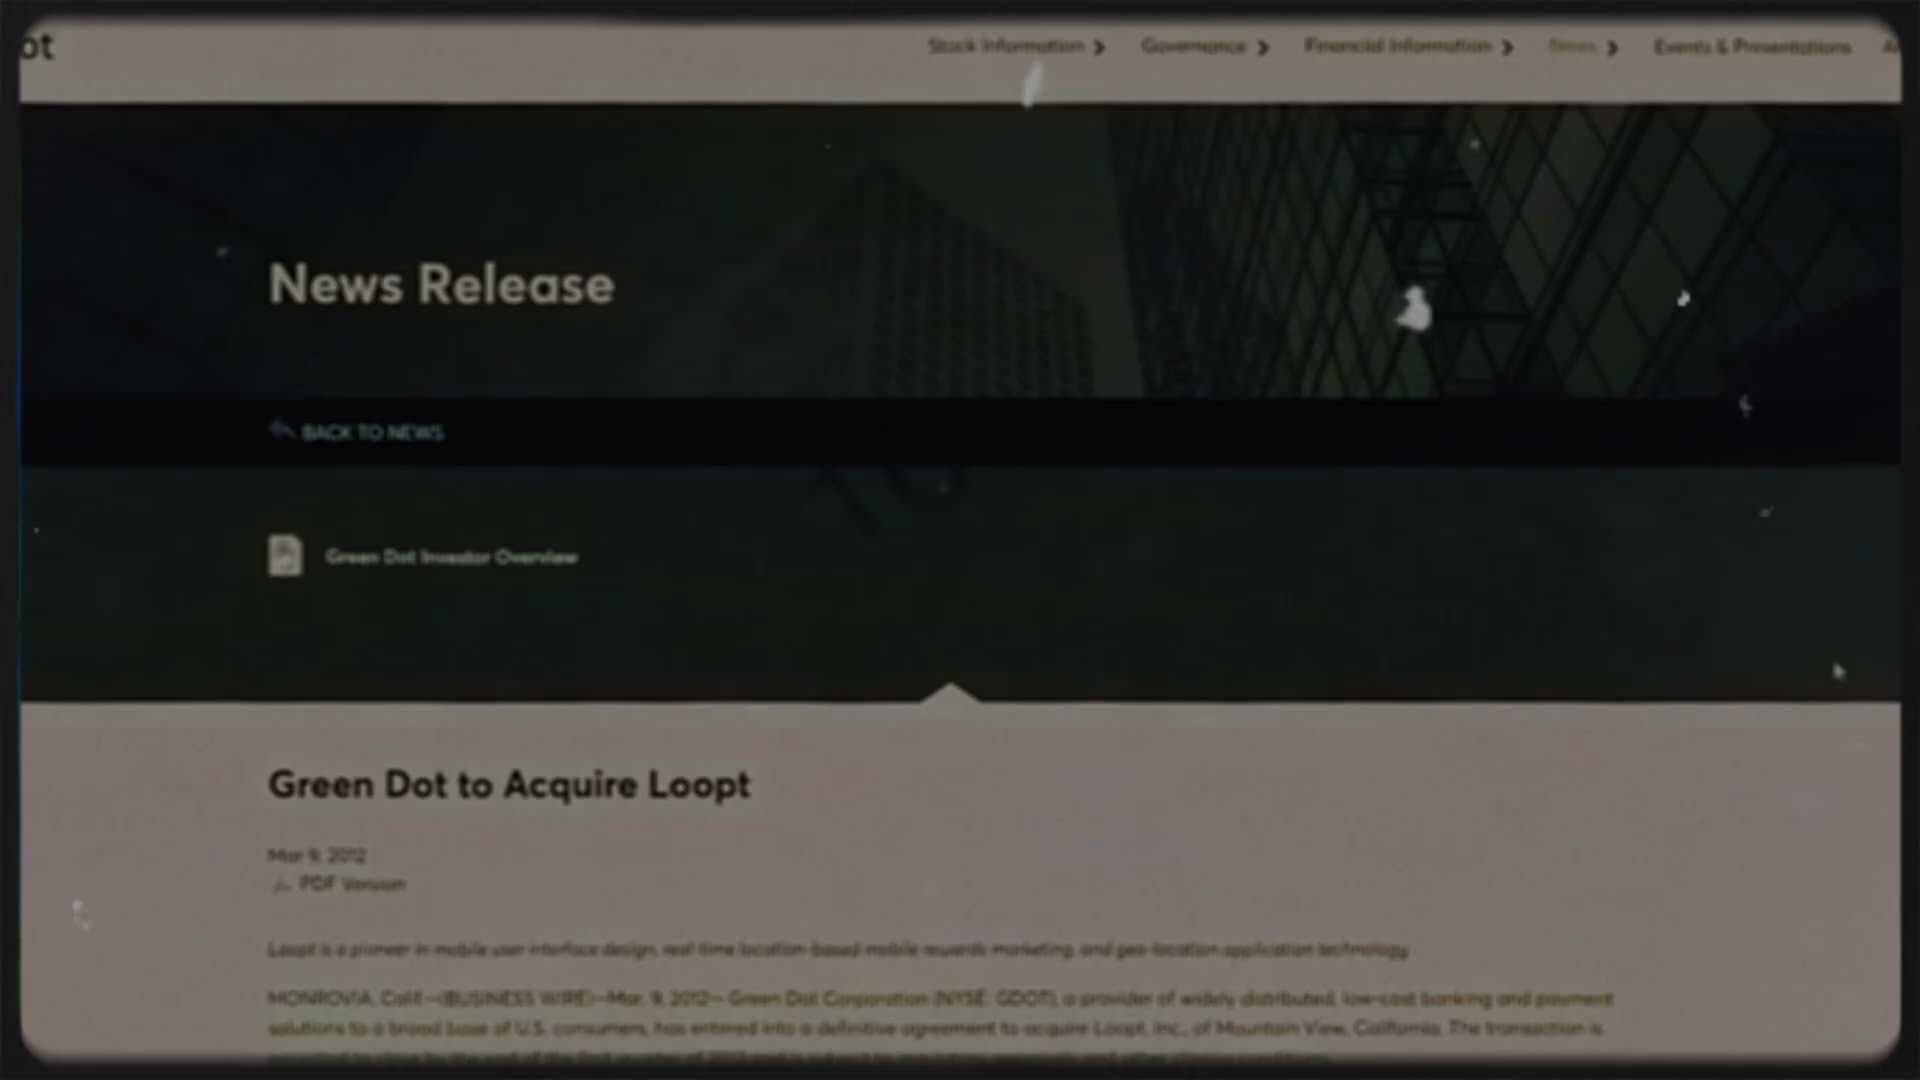 ot
Stock Information
Governance
Financial Information
News
Events & Presentations
News Release
BACK TO NEWS
Green Dot Investor Overview
Green Dot to Acquire Loopt
Mar 9, 2012
PDF Version
Loopt is a pioneer in mobile user interface design, real-time location-based mobile rewards marketing, and geo-location application technology
MONROVIA, Calif.--(BUSINESS WIRE)--Mar. 9, 2012-- Green Dot Corporation (NYSE: GDOT), a provider of widely distributed, low-cost banking and payment
solutions to a broad base of U.S. consumers, has entered into a definitive agreement to acquire Loopt, Inc., of Mountain View, California. The transaction is